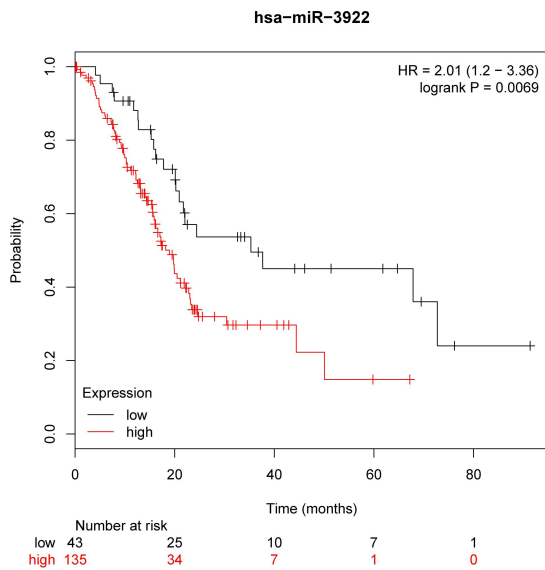 hsa−miR−3922
HR = 2.01 (1.2 − 3.36)
logrank P = 0.0069
Probability
1.0
0.8
0.6
0.4
0.2
0.0
Expression
low
high
0 20 40 60 80
Time (months)
Number at risk
low 43 25 10 7 1
high 135 34 7 1 0